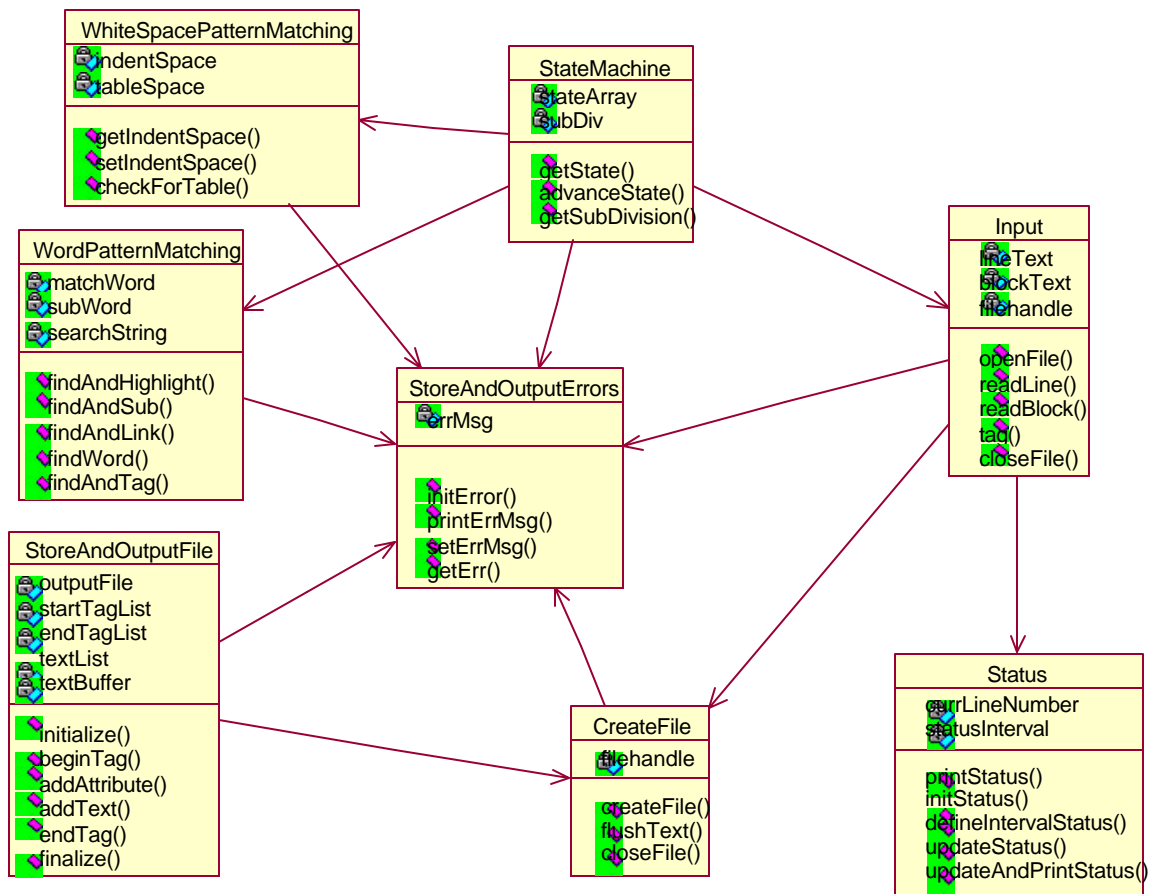 WhiteSpacePatternMatching
indentSpace
tableSpace
getIndentSpace()
setIndentSpace()
checkForTable()
StateMachine
stateArray
subDiv
getState()
advanceState()
getSubDivision()
Input
lineText
blockText
filehandle
openFile()
readLine()
readBlock()
tag()
closeFile()
WordPatternMatching
matchWord
subWord
searchString
findAndHighlight()
findAndSub()
findAndLink()
findWord()
findAndTag()
StoreAndOutputErrors
errMsg
initError()
printErrMsg()
setErrMsg()
getErr()
StoreAndOutputFile
outputFile
startTagList
endTagList
textList
textBuffer
initialize()
beginTag()
addAttribute()
addText()
endTag()
finalize()
CreateFile
filehandle
createFile()
flushText()
closeFile()
Status
currLineNumber
statusInterval
printStatus()
initStatus()
defineIntervalStatus()
updateStatus()
updateAndPrintStatus()